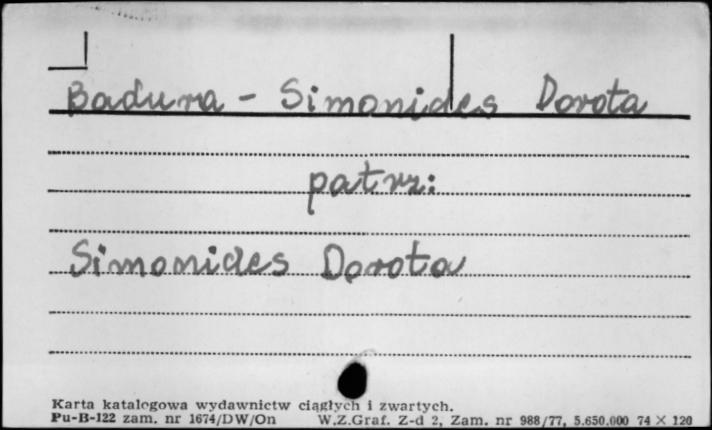 Badura - Simonides Dorota
patrz:
Simonides Dorota
Karta katalogowa wydawnictw ciągłych i zwartych.
Pu-B-122 zam. nr 1674/DW/On W.Z.Graf. Z-d 2, Zam. nr 988/77, 5.650.000 74 × 120